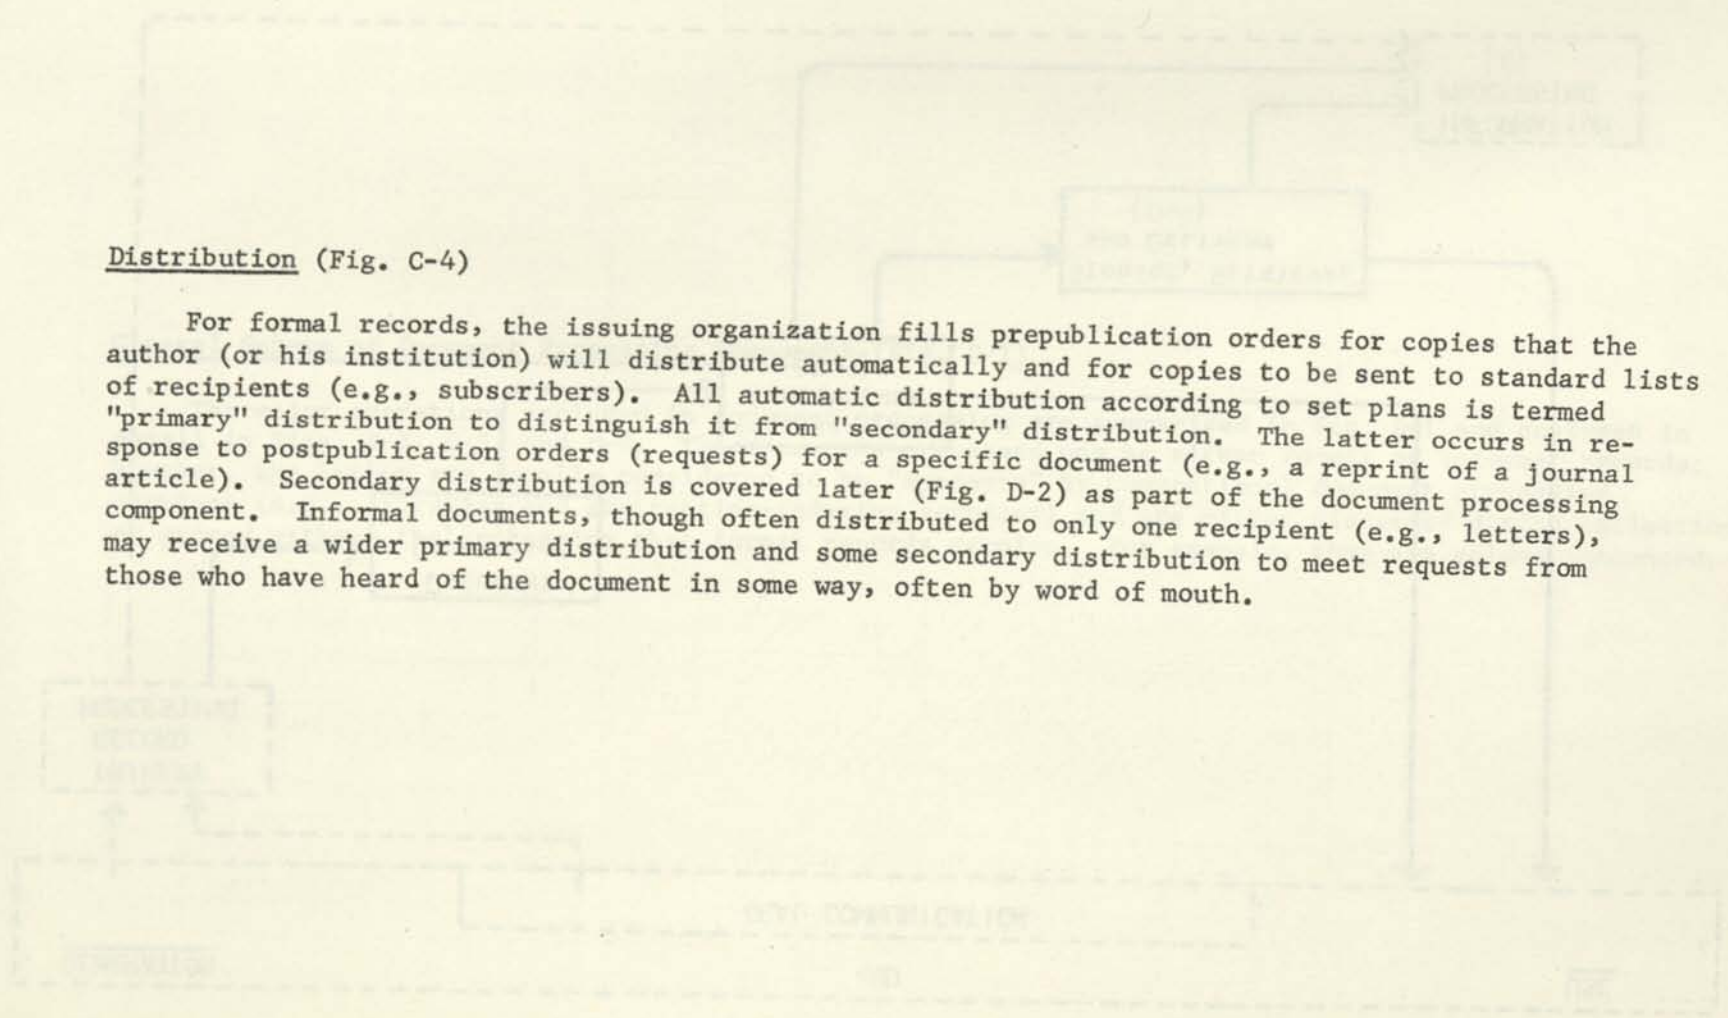 Distribution (Fig. C-4)
For formal records, the issuing organization fills prepublication orders for copies that the
author (or his institution) will distribute automatically and for copies to be sent to standard lists
of recipients (e.g., subscribers). All automatic distribution according to set plans is termed
"primary" distribution to distinguish it from "secondary" distribution. The latter occurs in re-
sponse to postpublication orders (requests) for a specific document (e.g., a reprint of a journal
article). Secondary distribution is covered later (Fig. D-2) as part of the document processing
component. Informal documents, though often distributed to only one recipient (e.g., letters),
may receive a wider primary distribution and some secondary distribution to meet requests from
those who have heard of the document in some way, often by word of mouth.